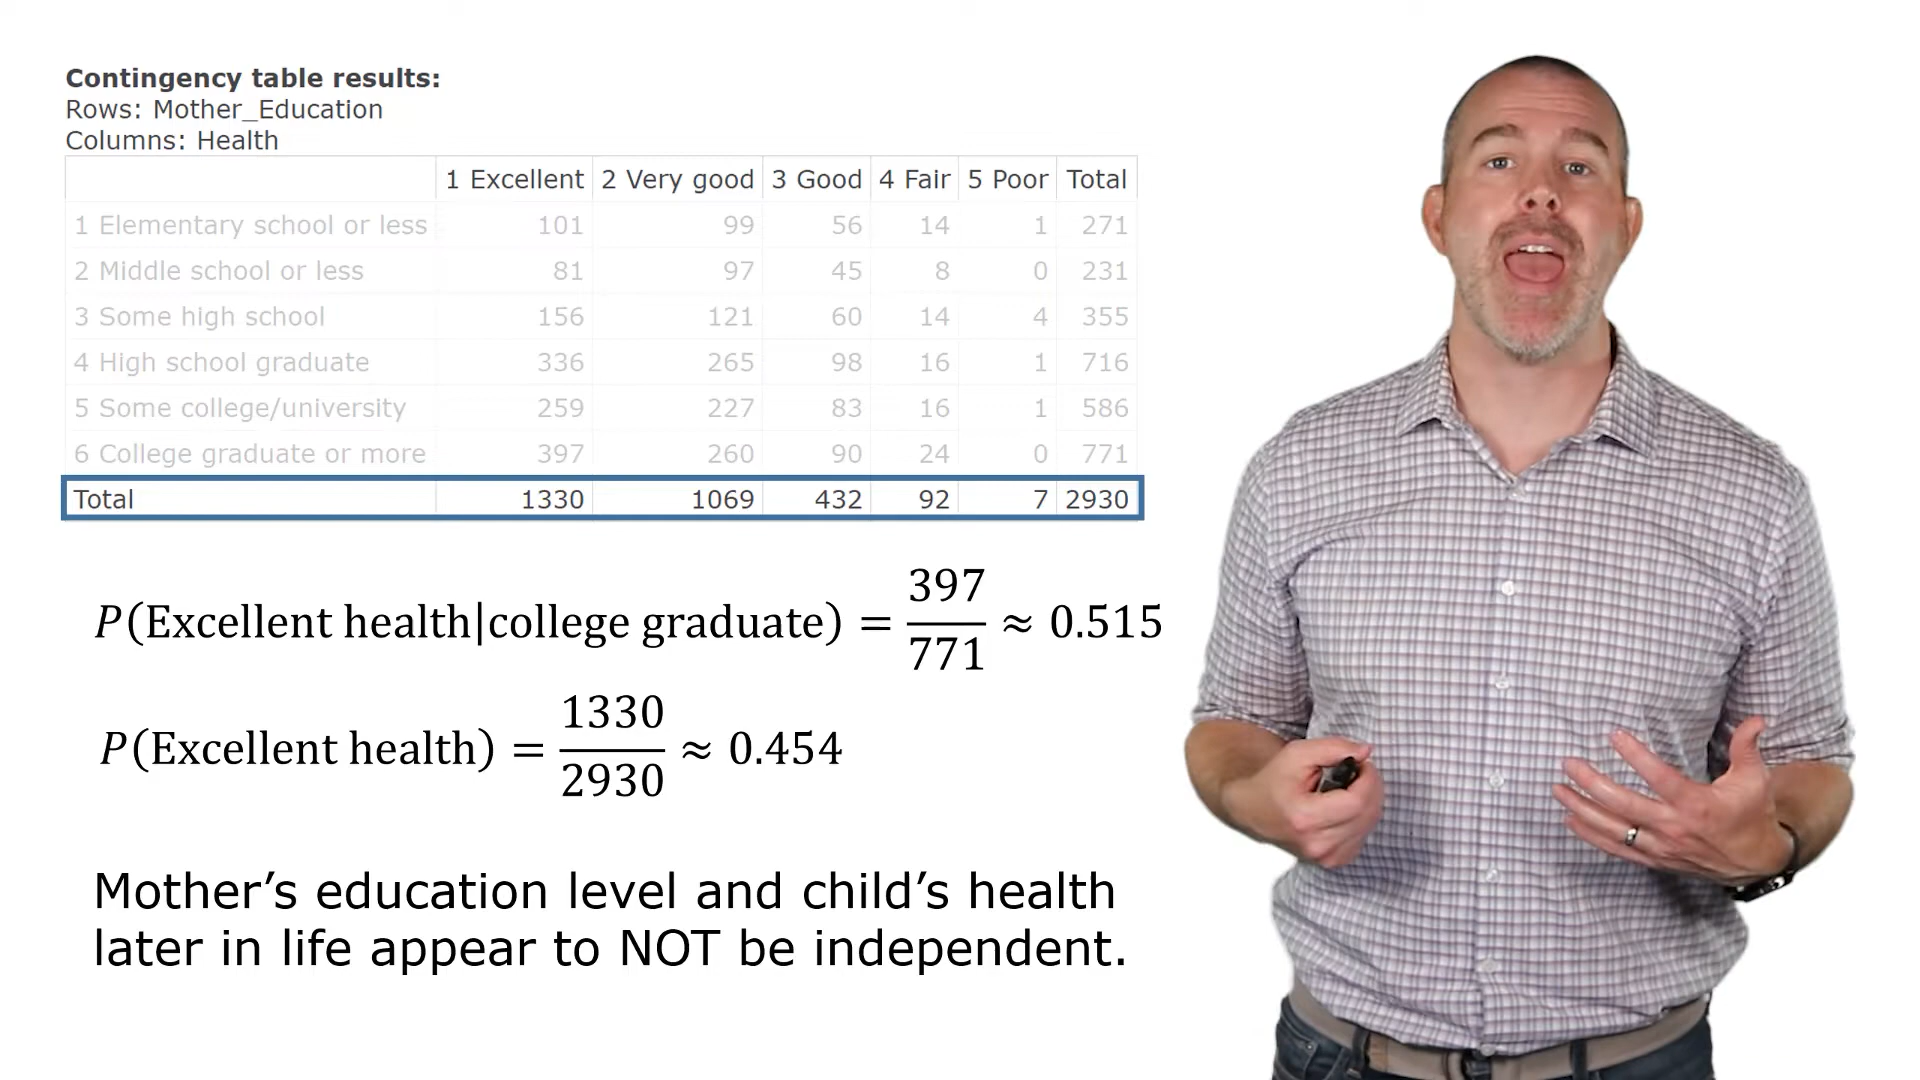 Contingency table results:
Rows: Mother_Education
Columns: Health
1 Excellent 2 Very good 3 Good 4 Fair 5 Poor Total
1 Elementary school or less 101 99 56 14 1 271
2 Middle school or less 81 97 45 8 0 231
3 Some high school 156 121 60 14 4 355
4 High school graduate 336 265 98 16 1 716
5 Some college/university 259 227 83 16 1 586
6 College graduate or more 397 260 90 24 0 771
Total 1330 1069 432 92 7 2930
P(Excellent health|college graduate) = 397/771 ≈ 0.515
P(Excellent health) = 1330/2930 ≈ 0.454
Mother’s education level and child’s health
later in life appear to NOT be independent.